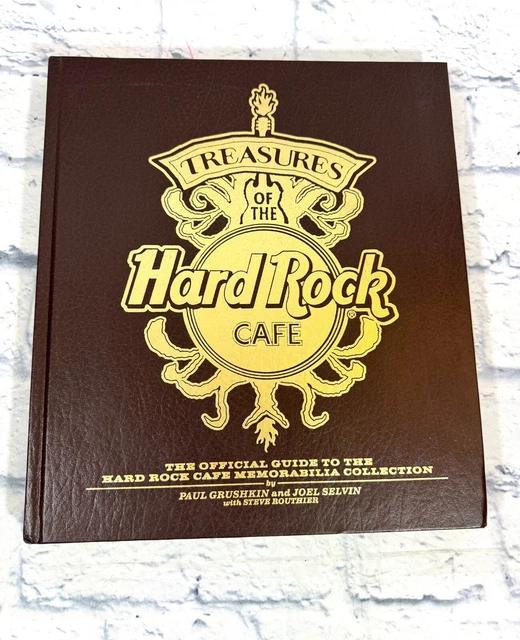 TREASURES
OF
THE
Hard Rock
®
CAFE
THE OFFICIAL GUIDE TO THE
HARD ROCK CAFE MEMORABILIA COLLECTION
by
PAUL GRUSHKIN and JOEL SELVIN
with STEVE ROUTHIER